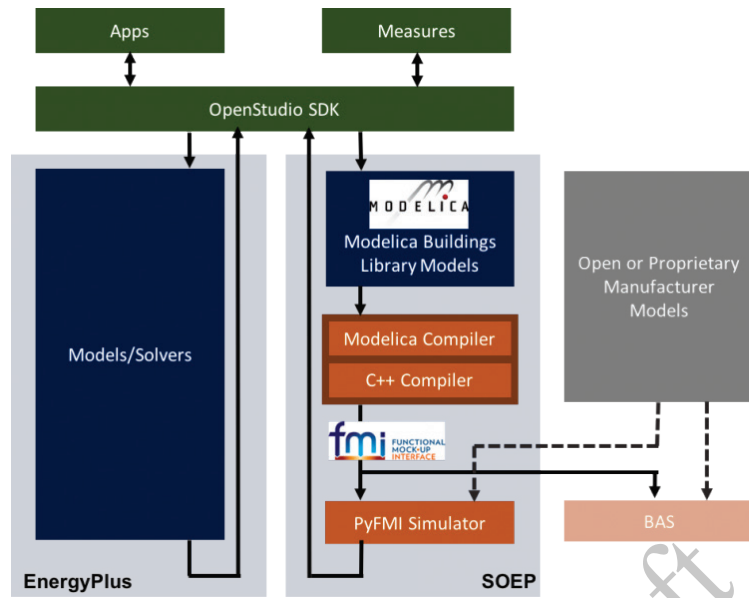 Apps
Measures
OpenStudio SDK
MODELICA
Modelica Buildings
Library Models
Open or Proprietary
Manufacturer
Models
Models/Solvers
Modelica Compiler
C++ Compiler
fmi FUNCTIONAL
MOCK-UP
INTERFACE
PyFMI Simulator
BAS
EnergyPlus
SOEP
ft